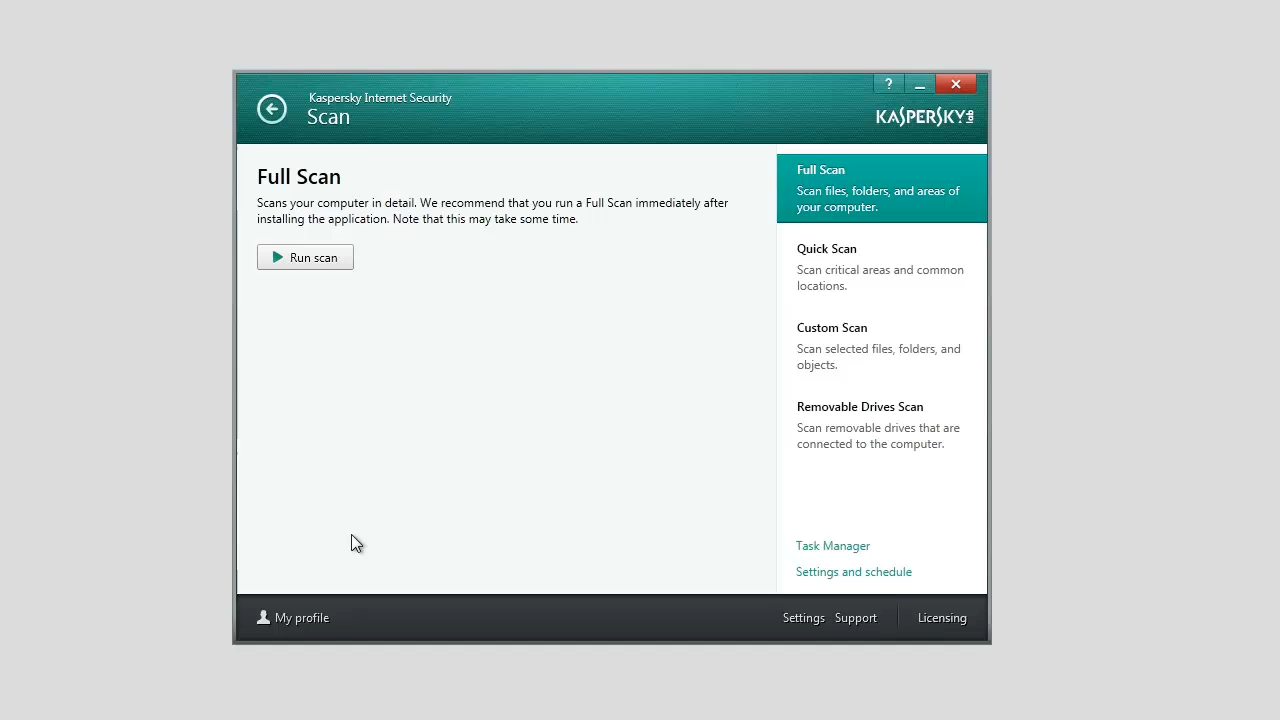 Kaspersky Internet Security
Scan
?
KASPERSKY lab
Full Scan
Scans your computer in detail. We recommend that you run a Full Scan immediately after
installing the application. Note that this may take some time.
Run scan
Full Scan
Scan files, folders, and areas of
your computer.
Quick Scan
Scan critical areas and common
locations.
Custom Scan
Scan selected files, folders, and
objects.
Removable Drives Scan
Scan removable drives that are
connected to the computer.
Task Manager
Settings and schedule
My profile
Settings
Support
Licensing